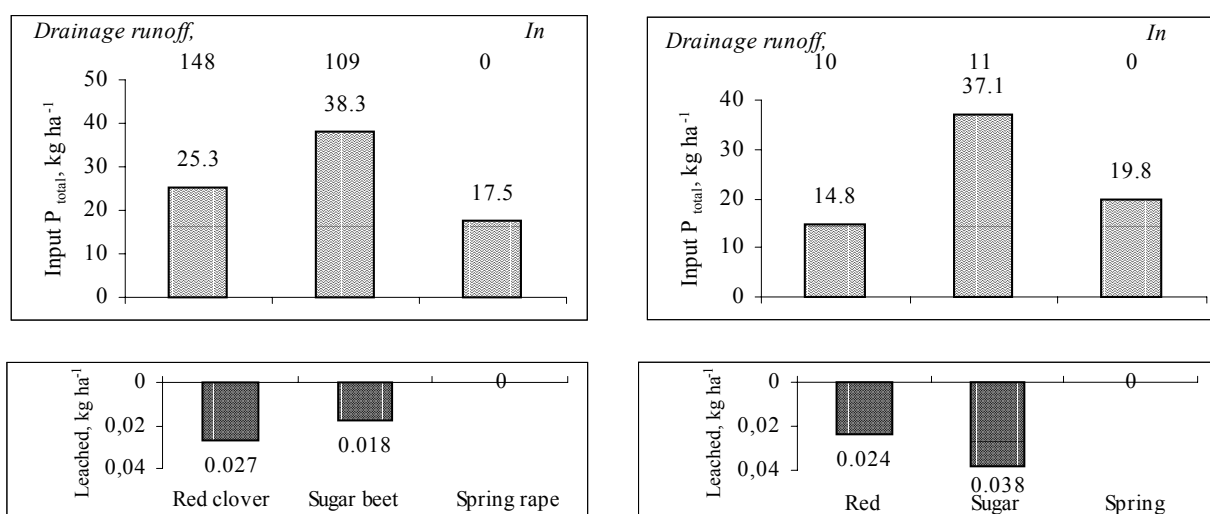 Drainage runoff, In
148 109 0
50
40
30
20
10
0
Input P total, kg ha-1
25.3
38.3
17.5
Drainage runoff, In
10 11 0
40
30
20
10
0
Input P total, kg ha-1
14.8
37.1
19.8
0
0,02
0,04
Leached, kg ha-1
0.027
0.018
0
Red clover Sugar beet Spring rape
0
0,02
0,04
Leached, kg ha-1
0.024
0.038
0
Red Sugar Spring